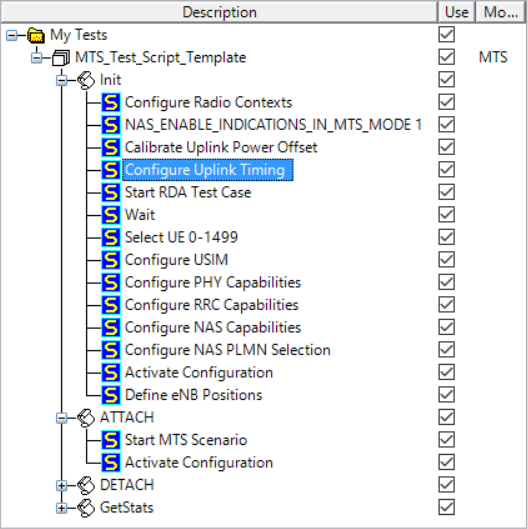 Description Use Mo...
My Tests
MTS_Test_Script_Template MTS
Init
Configure Radio Contexts
NAS_ENABLE_INDICATIONS_IN_MTS_MODE 1
Calibrate Uplink Power Offset
Configure Uplink Timing
Start RDA Test Case
Wait
Select UE 0-1499
Configure USIM
Configure PHY Capabilities
Configure RRC Capabilities
Configure NAS Capabilities
Configure NAS PLMN Selection
Activate Configuration
Define eNB Positions
ATTACH
Start MTS Scenario
Activate Configuration
DETACH
GetStats